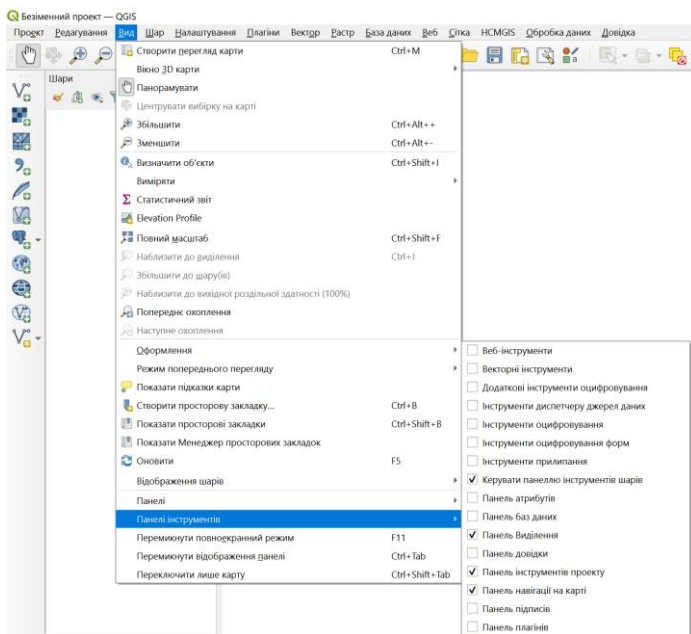 Безіменний проект — QGIS
Проєкт Редагування Вид Шар Налаштування Плагіни Вектор Растр База даних Веб Сітка HCMGIS Обробка даних Довідка
Шари
Створити перегляд карти Ctrl+M
Вікно 3D карти
Панорамувати
Центрувати вибірку на карті
Збільшити Ctrl+Alt++
Зменшити Ctrl+Alt+-
Визначити об'єкти Ctrl+Shift+I
Виміряти
Статистичний звіт
Elevation Profile
Повний масштаб Ctrl+Shift+F
Наблизити до виділення Ctrl+J
Збільшити до шару(ів)
Наблизити до вихідної роздільної здатності (100%)
Попереднє охоплення
Наступне охоплення
Оформлення
Режим попереднього перегляду
Показати підказки карти
Створити просторову закладку... Ctrl+B
Показати просторові закладки Ctrl+Shift+B
Показати Менеджер просторових закладок
Оновити F5
Відображення шарів
Панелі
Панелі інструментів
Перемикнути повноекранний режим F11
Перемикнути відображення панелі Ctrl+Tab
Переключити лише карту Ctrl+Shift+Tab
Веб-інструменти
Векторні інструменти
Додаткові інструменти оцифровування
Інструменти диспетчеру джерел даних
Інструменти оцифровування
Інструменти оцифровування форм
Інструменти прилипання
Керувати панеллю інструментів шарів
Панель атрибутів
Панель баз даних
Панель Виділення
Панель довідки
Панель інструментів проекту
Панель навігації на карті
Панель підписів
Панель плагінів